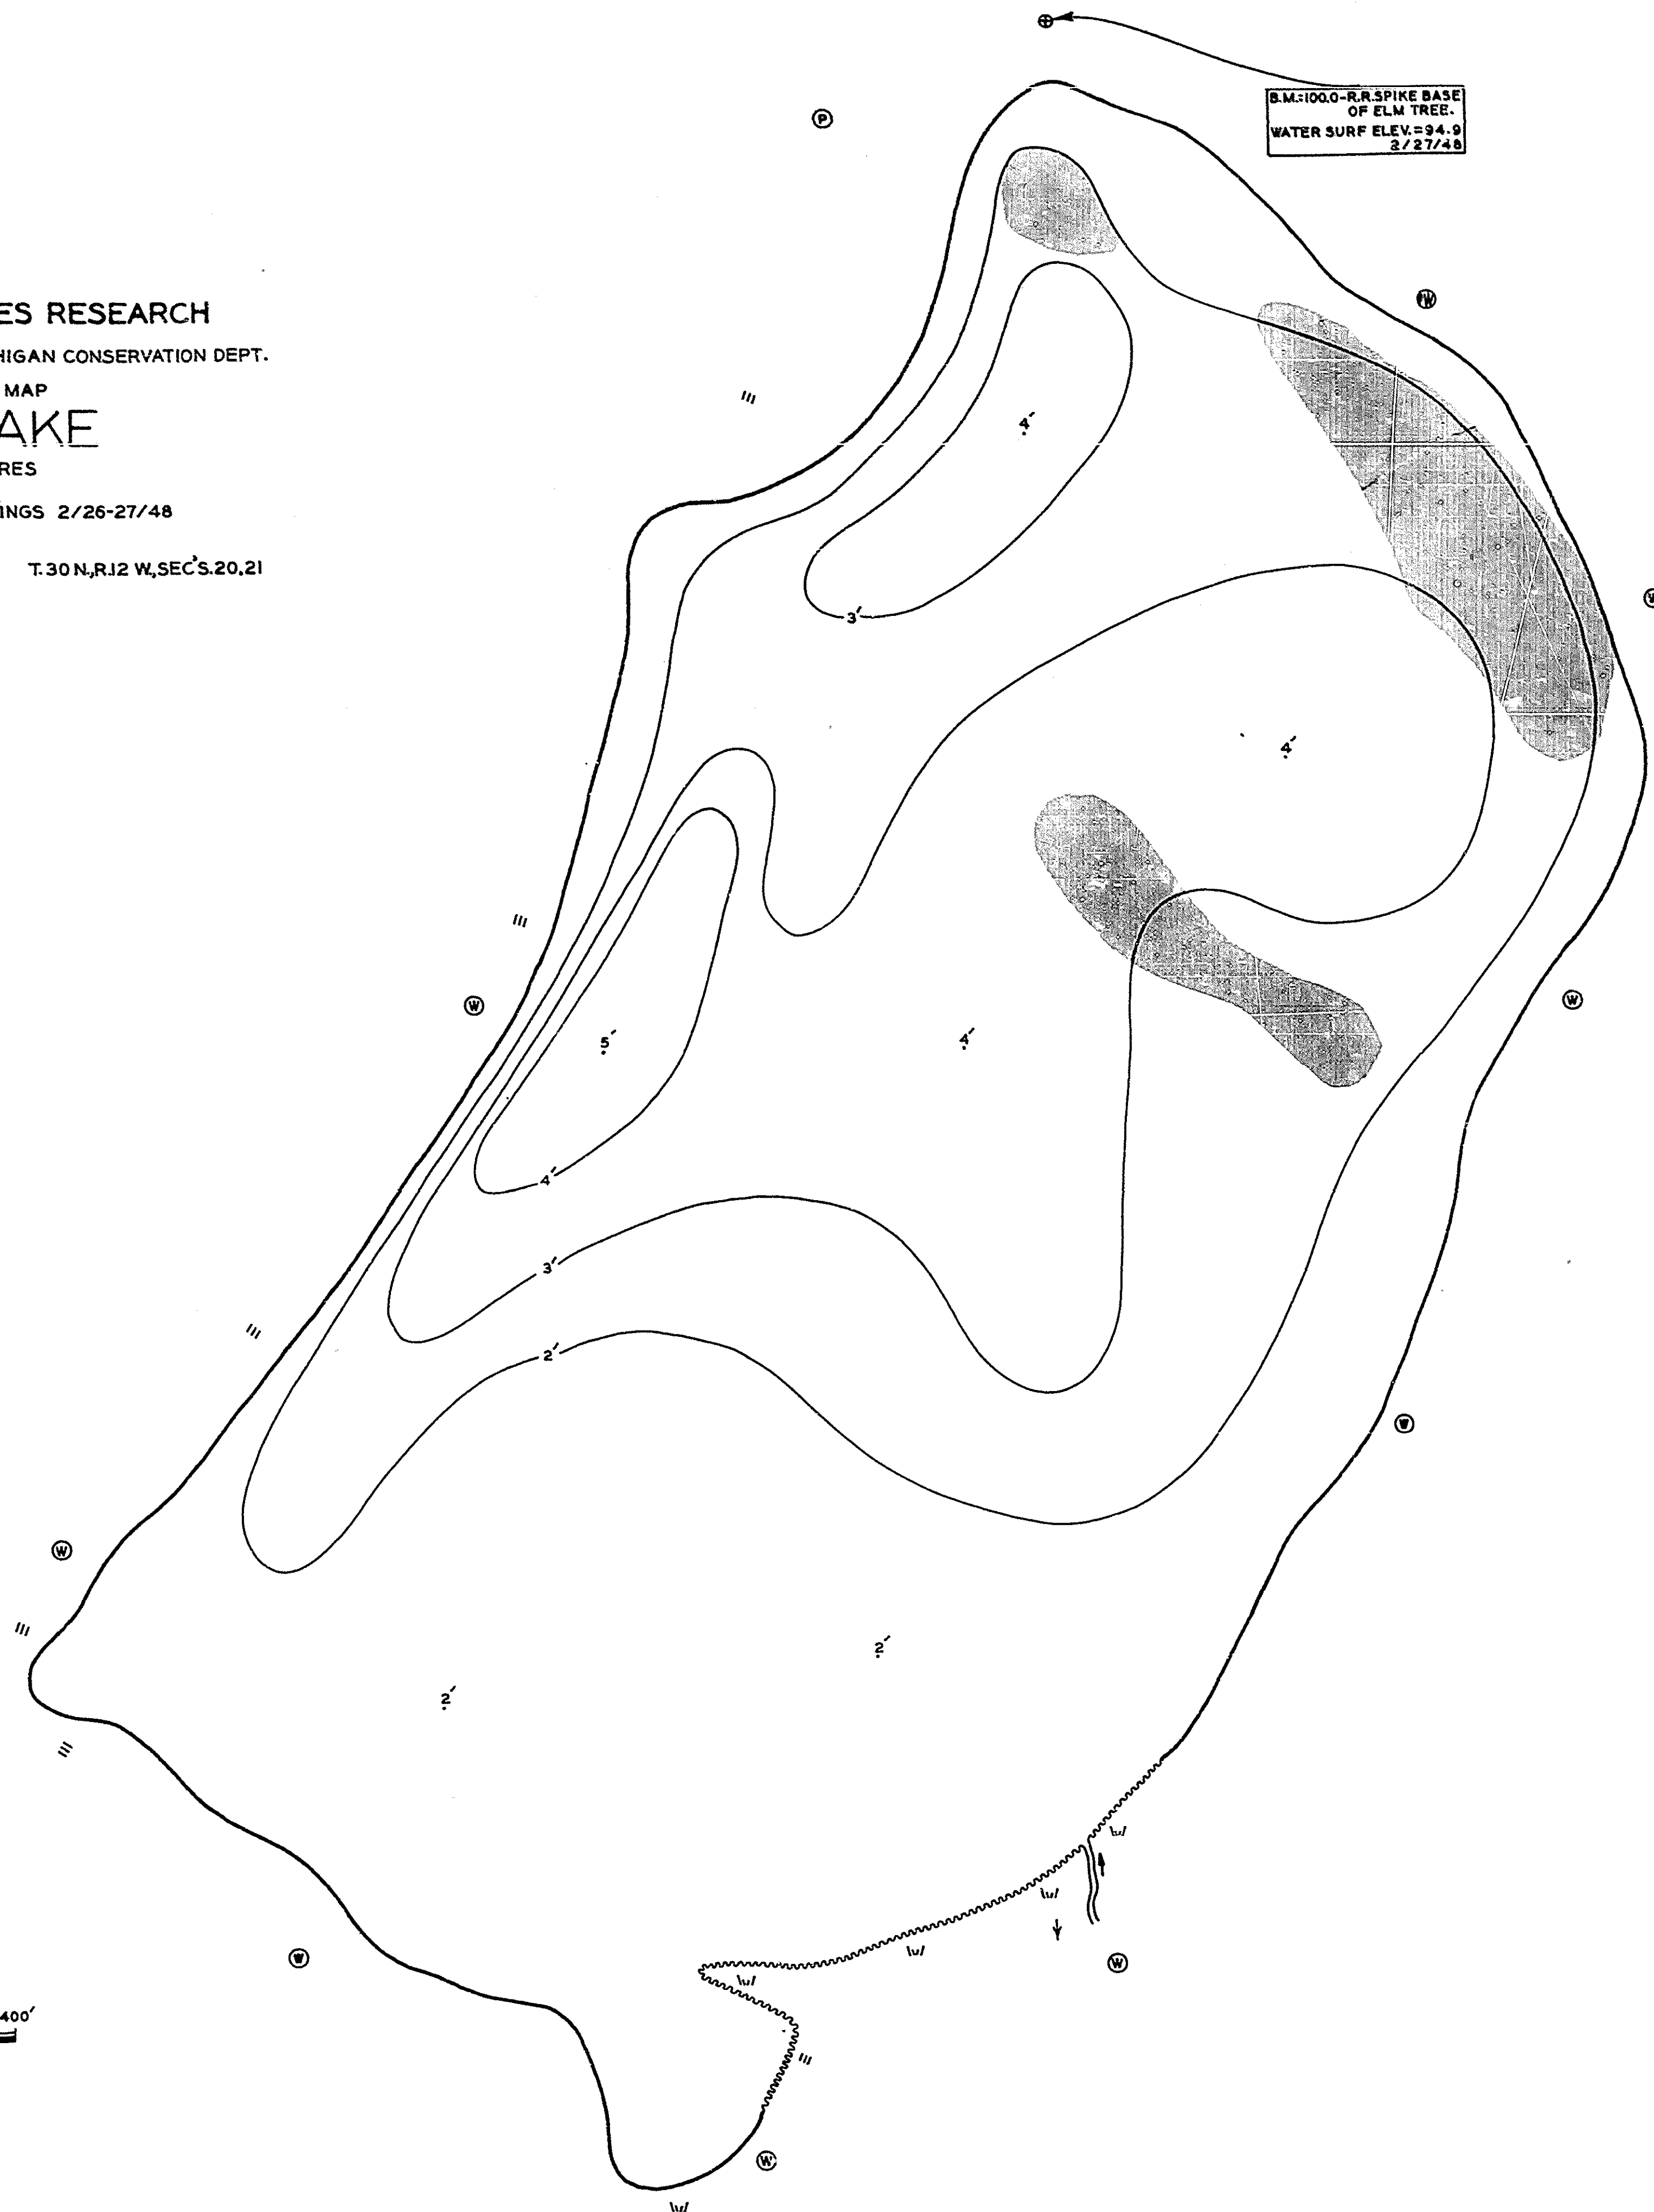 B.M.=100.0-R.R.SPIKE BASE
OF ELM TREE.
WATER SURF ELEV.=94.9
2/27/48
P
ES RESEARCH
HIGAN CONSERVATION DEPT.
MAP
AKE
RES
INGS 2/26-27/48
T.30 N.,R.12 W.,SEC'S.20,21
W
4'
3'
W
4'
W
W
5'
4'
4'
3'
2'
W
W
2'
2'
W
W
400'
W